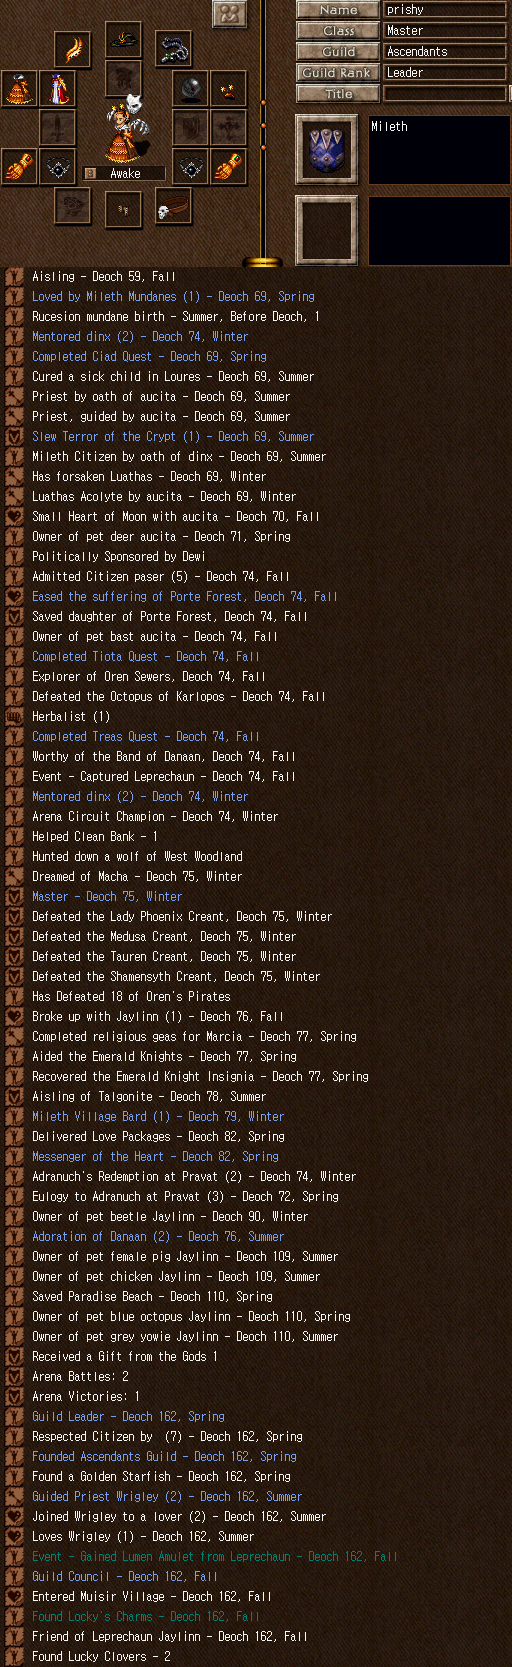 Name prishy
Class Master
Guild Ascendants
Guild Rank Leader
Title
Mileth
Awake
Aisling - Deoch 59, Fall
Loved by Mileth Mundanes (1) - Deoch 69, Spring
Rucesion mundane birth - Summer, Before Deoch, 1
Mentored dinx (2) - Deoch 74, Winter
Completed Ciad Quest - Deoch 69, Spring
Cured a sick child in Loures - Deoch 69, Summer
Priest by oath of aucita - Deoch 69, Summer
Priest, guided by aucita - Deoch 69, Summer
Slew Terror of the Crypt (1) - Deoch 69, Summer
Mileth Citizen by oath of dinx - Deoch 69, Summer
Has forsaken Luathas - Deoch 69, Winter
Luathas Acolyte by aucita - Deoch 69, Winter
Small Heart of Moon with aucita - Deoch 70, Fall
Owner of pet deer aucita - Deoch 71, Spring
Politically Sponsored by Dewi
Admitted Citizen paser (5) - Deoch 74, Fall
Eased the suffering of Porte Forest, Deoch 74, Fall
Saved daughter of Porte Forest, Deoch 74, Fall
Owner of pet bast aucita - Deoch 74, Fall
Completed Tiota Quest - Deoch 74, Fall
Explorer of Oren Sewers, Deoch 74, Fall
Defeated the Octopus of Karlopos - Deoch 74, Fall
Herbalist (1)
Completed Treas Quest - Deoch 74, Fall
Worthy of the Band of Danaan, Deoch 74, Fall
Event - Captured Leprechaun - Deoch 74, Fall
Mentored dinx (2) - Deoch 74, Winter
Arena Circuit Champion - Deoch 74, Winter
Helped Clean Bank - 1
Hunted down a wolf of West Woodland
Dreamed of Macha - Deoch 75, Winter
Master - Deoch 75, Winter
Defeated the Lady Phoenix Creant, Deoch 75, Winter
Defeated the Medusa Creant, Deoch 75, Winter
Defeated the Tauren Creant, Deoch 75, Winter
Defeated the Shamensyth Creant, Deoch 75, Winter
Has Defeated 18 of Oren's Pirates
Broke up with Jaylinn (1) - Deoch 76, Fall
Completed religious geas for Marcia - Deoch 77, Spring
Aided the Emerald Knights - Deoch 77, Spring
Recovered the Emerald Knight Insignia - Deoch 77, Spring
Aisling of Talgonite - Deoch 78, Summer
Mileth Village Bard (1) - Deoch 79, Winter
Delivered Love Packages - Deoch 82, Spring
Messenger of the Heart - Deoch 82, Spring
Adranuch's Redemption at Pravat (2) - Deoch 74, Winter
Eulogy to Adranuch at Pravat (3) - Deoch 72, Spring
Owner of pet beetle Jaylinn - Deoch 90, Winter
Adoration of Danaan (2) - Deoch 76, Summer
Owner of pet female pig Jaylinn - Deoch 109, Summer
Owner of pet chicken Jaylinn - Deoch 109, Summer
Saved Paradise Beach - Deoch 110, Spring
Owner of pet blue octopus Jaylinn - Deoch 110, Spring
Owner of pet grey yowie Jaylinn - Deoch 110, Summer
Received a Gift from the Gods 1
Arena Battles: 2
Arena Victories: 1
Guild Leader - Deoch 162, Spring
Respected Citizen by  (7) - Deoch 162, Spring
Founded Ascendants Guild - Deoch 162, Spring
Found a Golden Starfish - Deoch 162, Spring
Guided Priest Wrigley (2) - Deoch 162, Summer
Joined Wrigley to a lover (2) - Deoch 162, Summer
Loves Wrigley (1) - Deoch 162, Summer
Event - Gained Lumen Amulet from Leprechaun - Deoch 162, Fall
Guild Council - Deoch 162, Fall
Entered Muisir Village - Deoch 162, Fall
Found Locky's Charms - Deoch 162, Fall
Friend of Leprechaun Jaylinn - Deoch 162, Fall
Found Lucky Clovers - 2